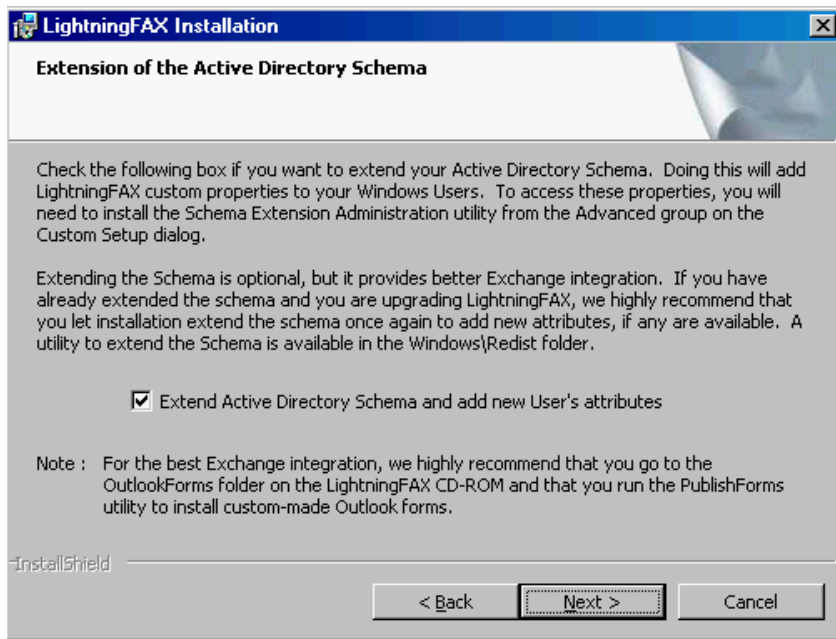 LightningFAX Installation
Extension of the Active Directory Schema
Check the following box if you want to extend your Active Directory Schema. Doing this will add
LightningFAX custom properties to your Windows Users. To access these properties, you will
need to install the Schema Extension Administration utility from the Advanced group on the
Custom Setup dialog.
Extending the Schema is optional, but it provides better Exchange integration. If you have
already extended the schema and you are upgrading LightningFAX, we highly recommend that
you let installation extend the schema once again to add new attributes, if any are available. A
utility to extend the Schema is available in the Windows\Redist folder.
Extend Active Directory Schema and add new User's attributes
Note : For the best Exchange integration, we highly recommend that you go to the
OutlookForms folder on the LightningFAX CD-ROM and that you run the PublishForms
utility to install custom-made Outlook forms.
InstallShield
< Back Next > Cancel